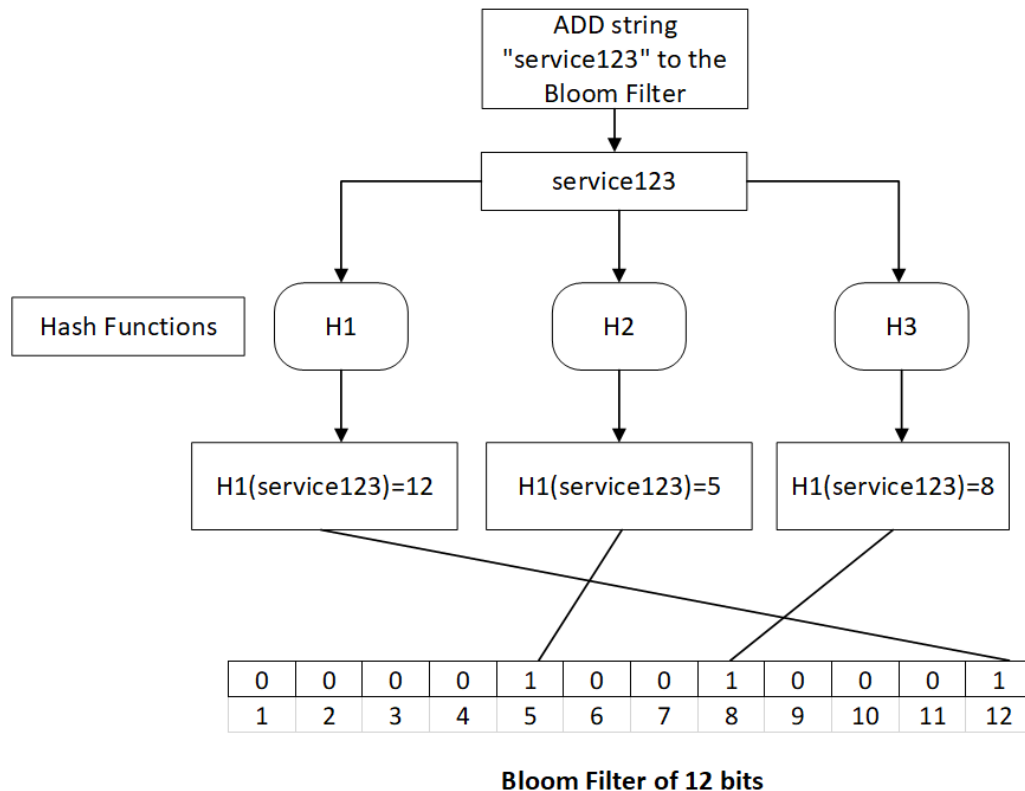 ADD string
"service123" to the
Bloom Filter
service123
Hash Functions
H1
H2
H3
H1(service123)=12
H1(service123)=5
H1(service123)=8
0 0 0 0 1 0 0 1 0 0 0 1
1 2 3 4 5 6 7 8 9 10 11 12
Bloom Filter of 12 bits